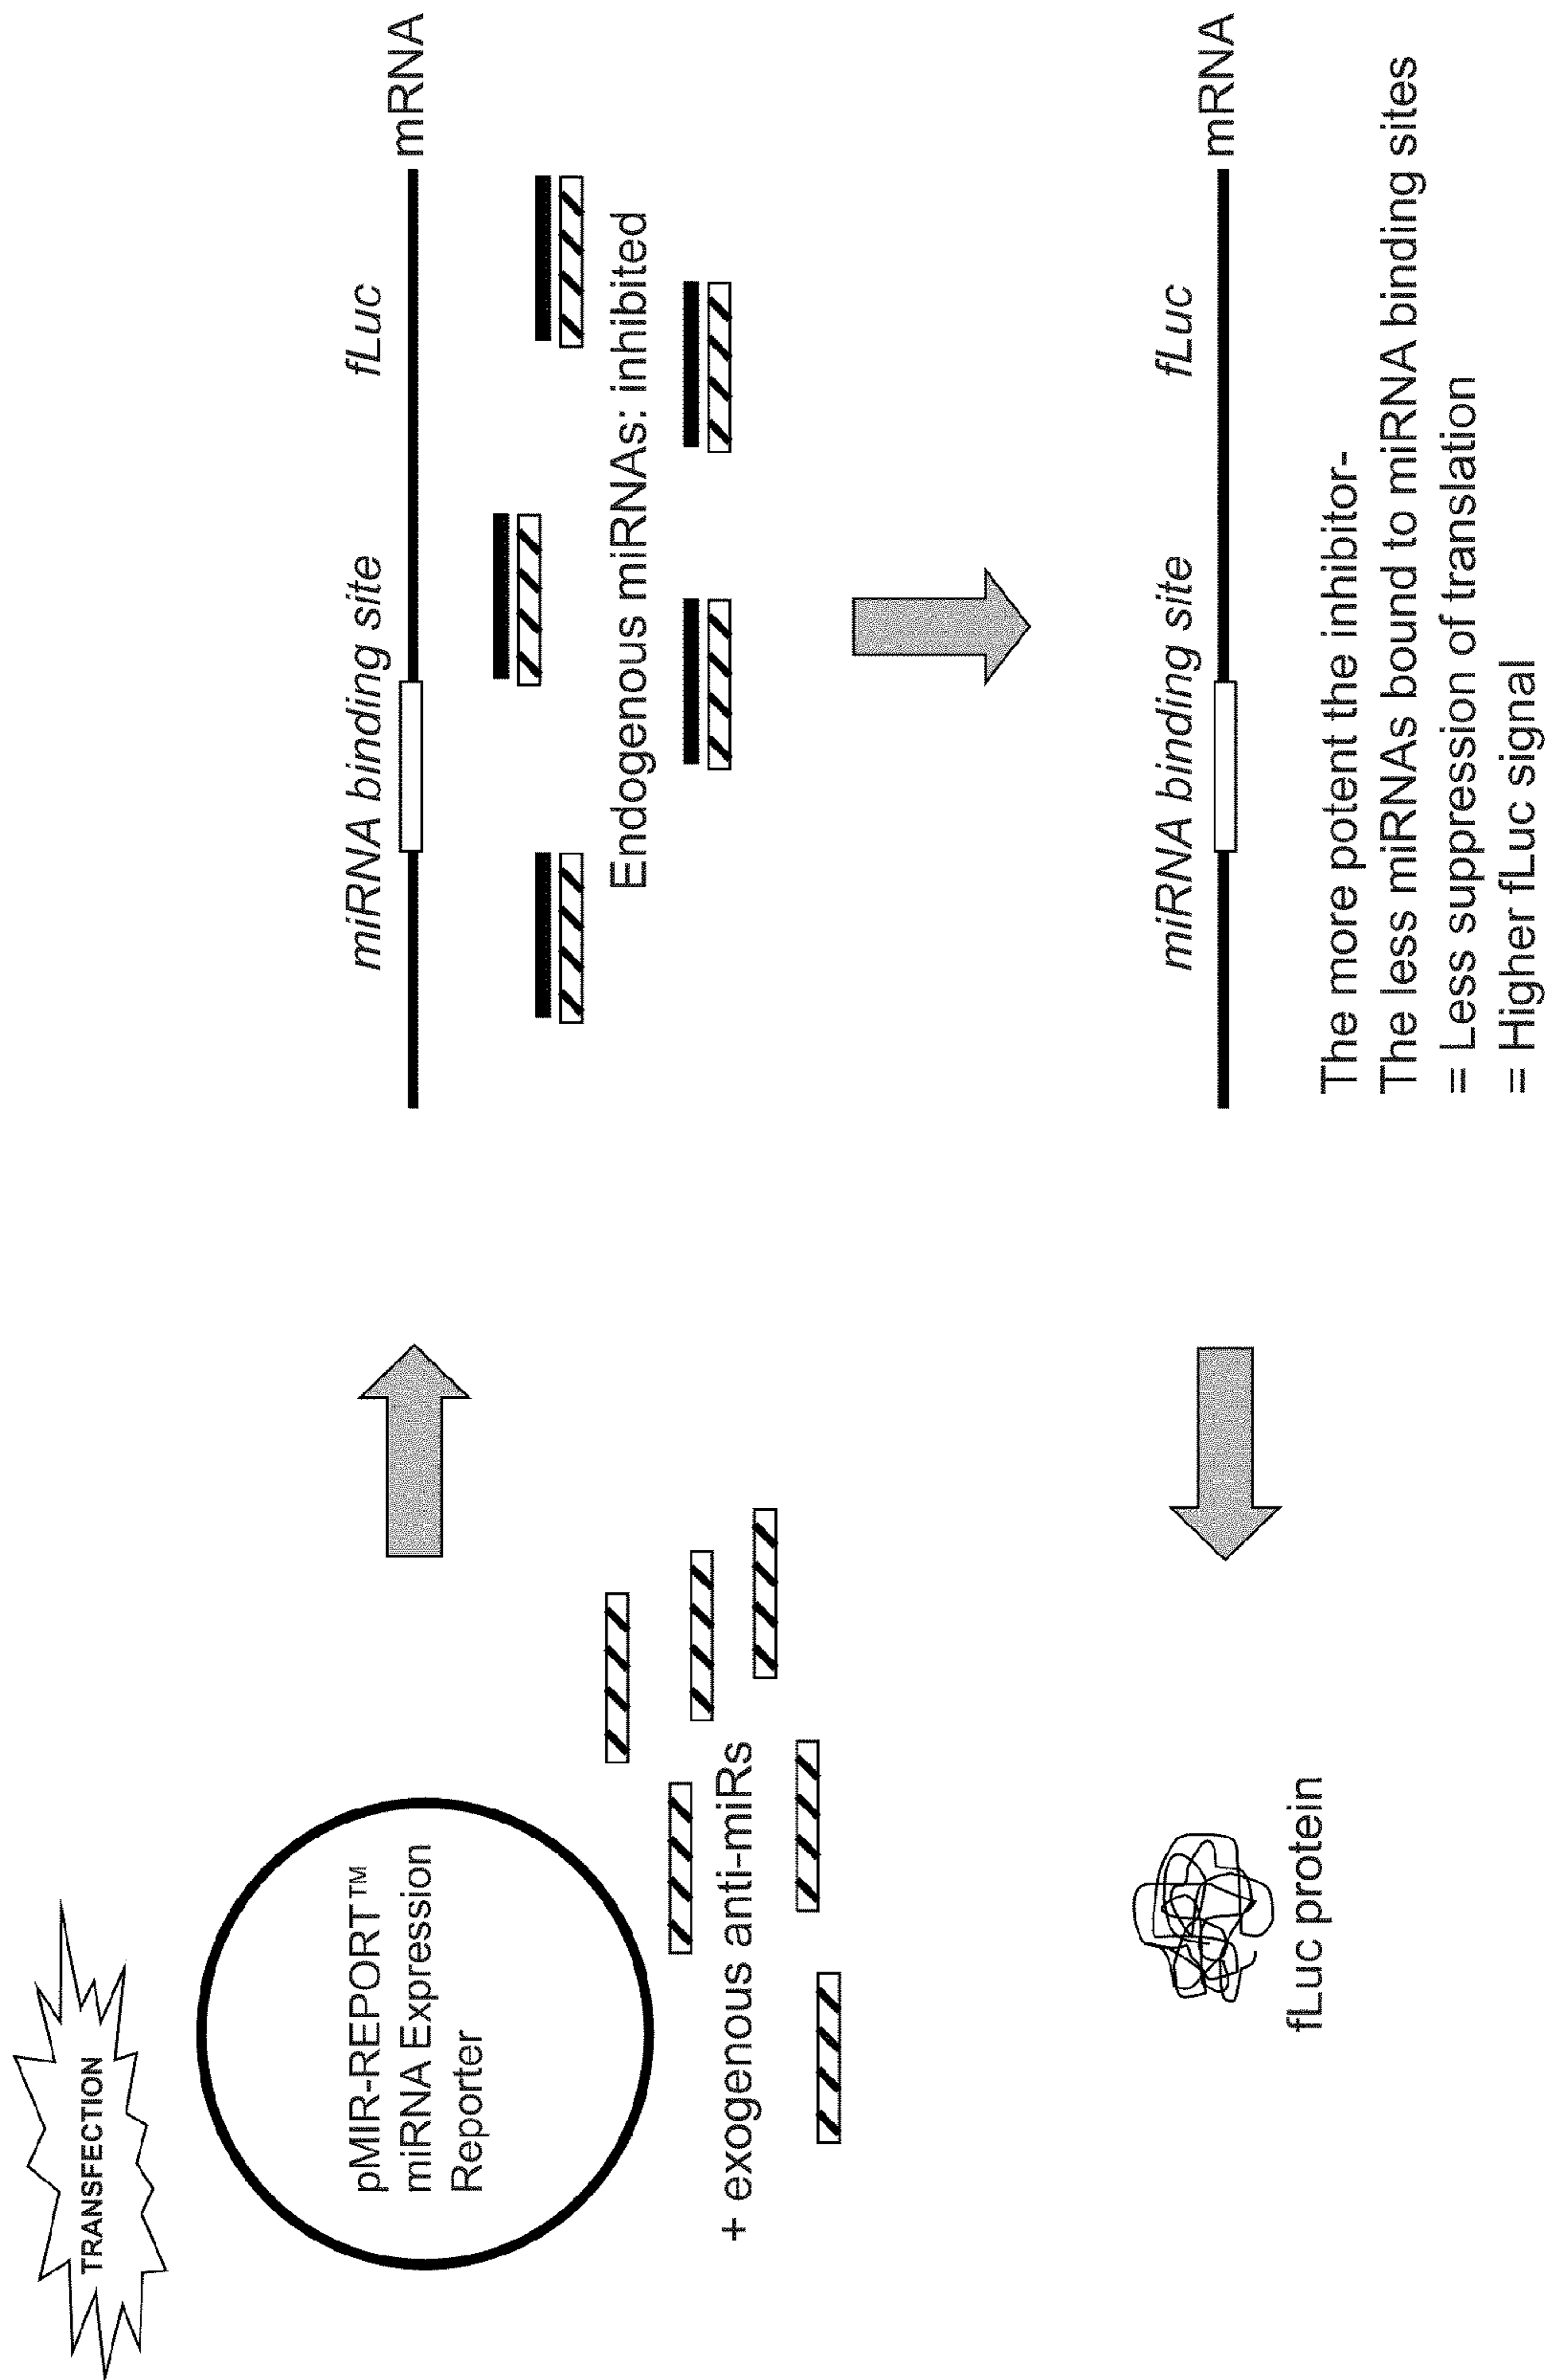 TRANSFECTION
pMIR-REPORT™
miRNA Expression
Reporter
+ exogenous anti-miRs
miRNA binding site
fLuc
mRNA
Endogenous miRNAs: inhibited
miRNA binding site
fLuc
mRNA
The more potent the inhibitor-
The less miRNAs bound to miRNA binding sites
= Less suppression of translation
= Higher fLuc signal
fLuc protein